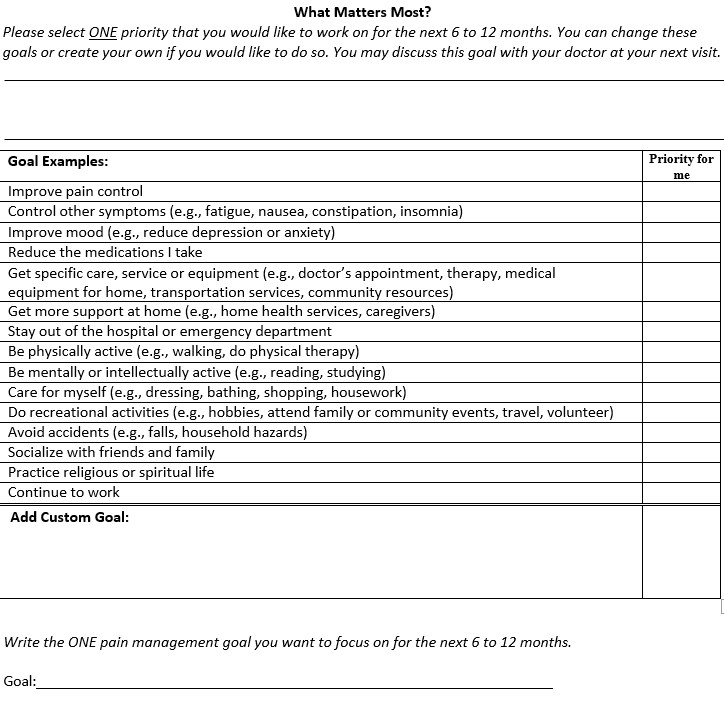 What Matters Most?
Please select ONE priority that you would like to work on for the next 6 to 12 months. You can change these
goals or create your own if you would like to do so. You may discuss this goal with your doctor at your next visit.
Goal Examples:
Priority for
me
Improve pain control
Control other symptoms (e.g., fatigue, nausea, constipation, insomnia)
Improve mood (e.g., reduce depression or anxiety)
Reduce the medications I take
Get specific care, service or equipment (e.g., doctor’s appointment, therapy, medical
equipment for home, transportation services, community resources)
Get more support at home (e.g., home health services, caregivers)
Stay out of the hospital or emergency department
Be physically active (e.g., walking, do physical therapy)
Be mentally or intellectually active (e.g., reading, studying)
Care for myself (e.g., dressing, bathing, shopping, housework)
Do recreational activities (e.g., hobbies, attend family or community events, travel, volunteer)
Avoid accidents (e.g., falls, household hazards)
Socialize with friends and family
Practice religious or spiritual life
Continue to work
Add Custom Goal:
Write the ONE pain management goal you want to focus on for the next 6 to 12 months.
Goal: